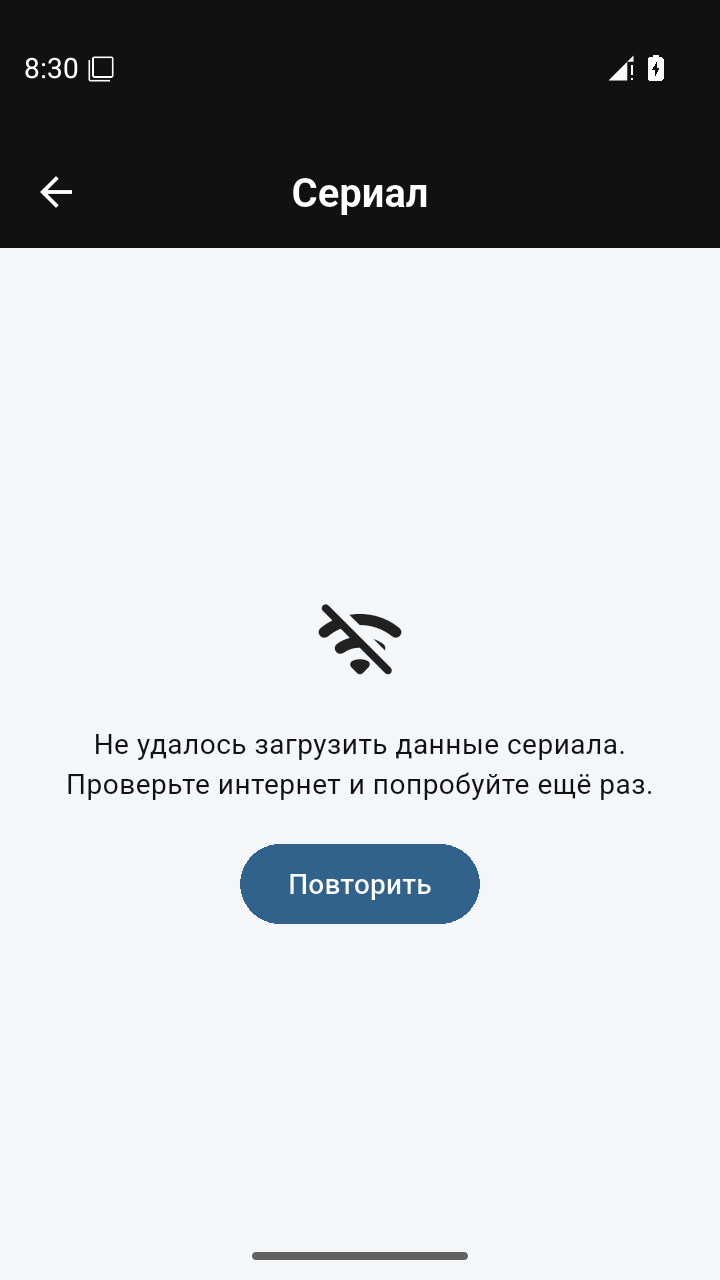 8:30
Сериал
Не удалось загрузить данные сериала.
Проверьте интернет и попробуйте ещё раз.
Повторить